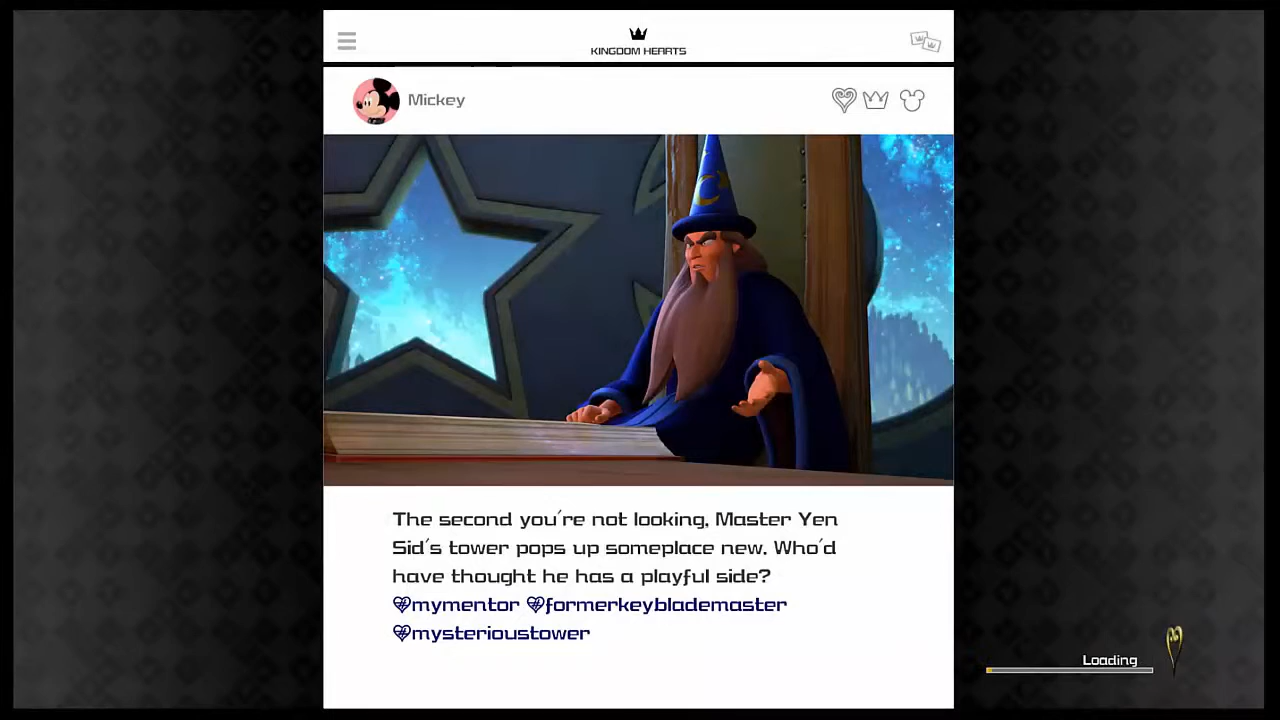 KINGDOM HEARTS
Mickey
The second you're not looking, Master Yen
Sid's tower pops up someplace new. Who'd
have thought he has a playful side?
mymentor formerkeyblademaster
mysterioustower
Loading